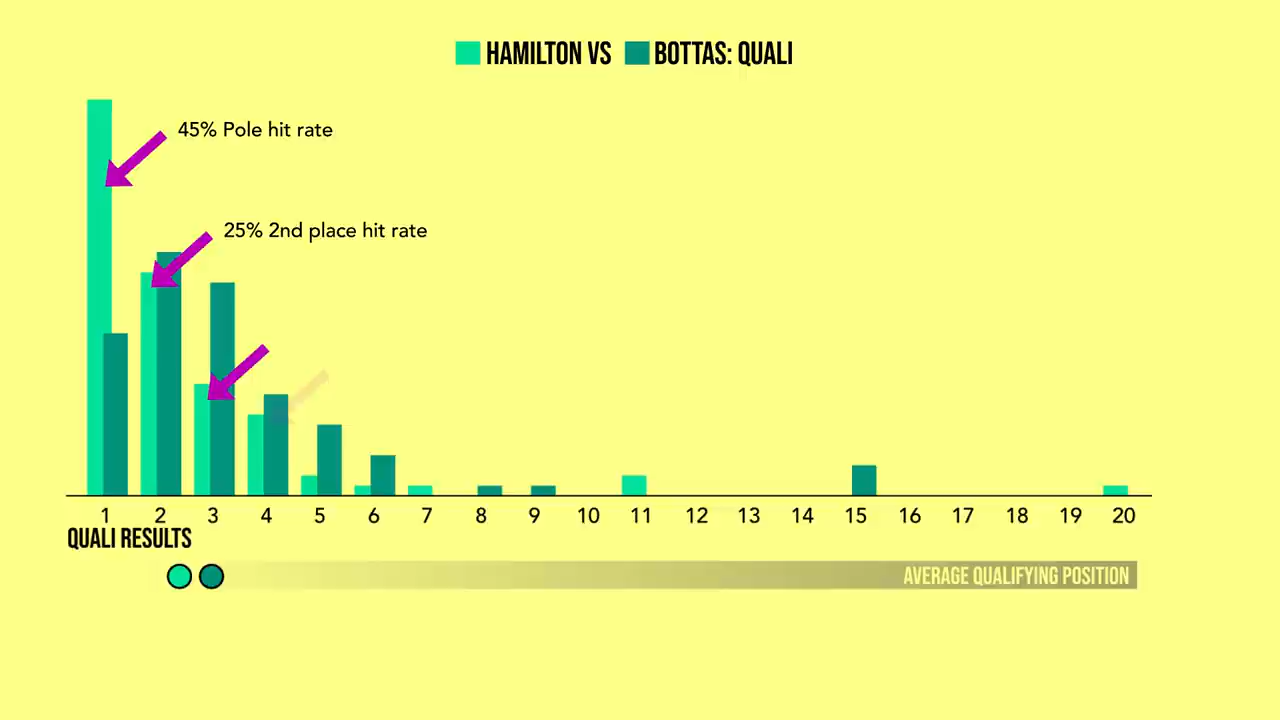 HAMILTON VS BOTTAS: QUALI
45% Pole hit rate
25% 2nd place hit rate
1 2 3 4 5 6 7 8 9 10 11 12 13 14 15 16 17 18 19 20
QUALI RESULTS
AVERAGE QUALIFYING POSITION